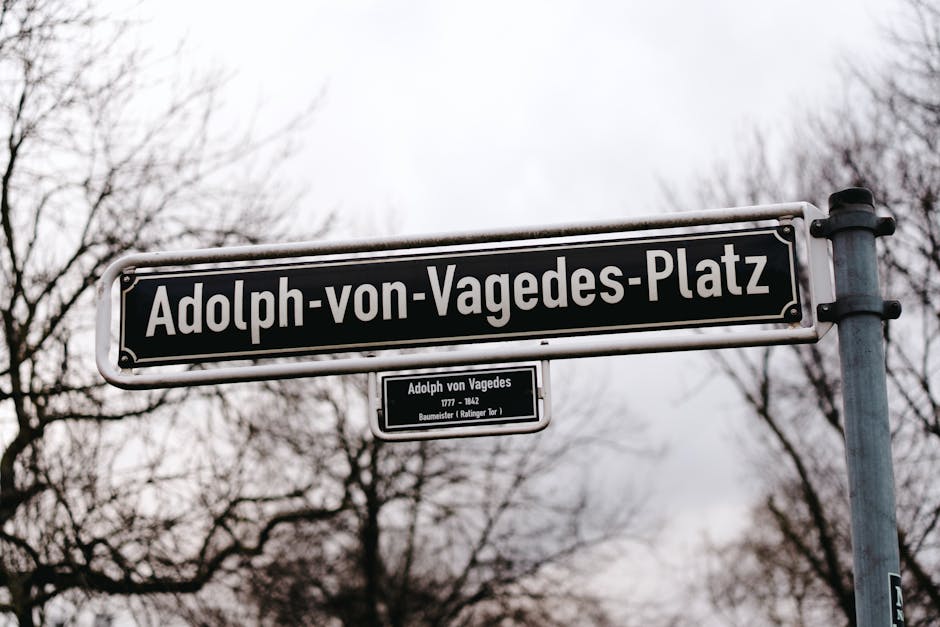 Adolph-von-Vagedes-Platz
Adolph von Vagedes
1777 - 1842
Baumeister ( Ratinger Tor )